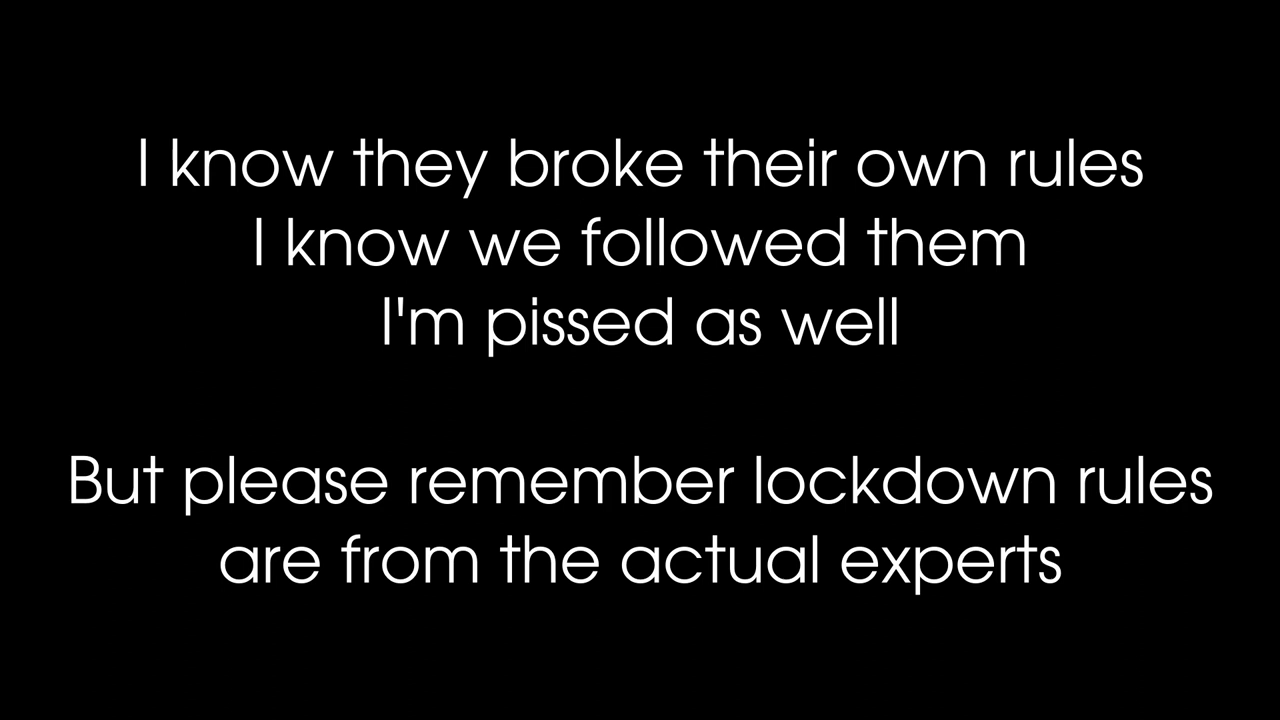 I know they broke their own rules
I know we followed them
I'm pissed as well
But please remember lockdown rules
are from the actual experts